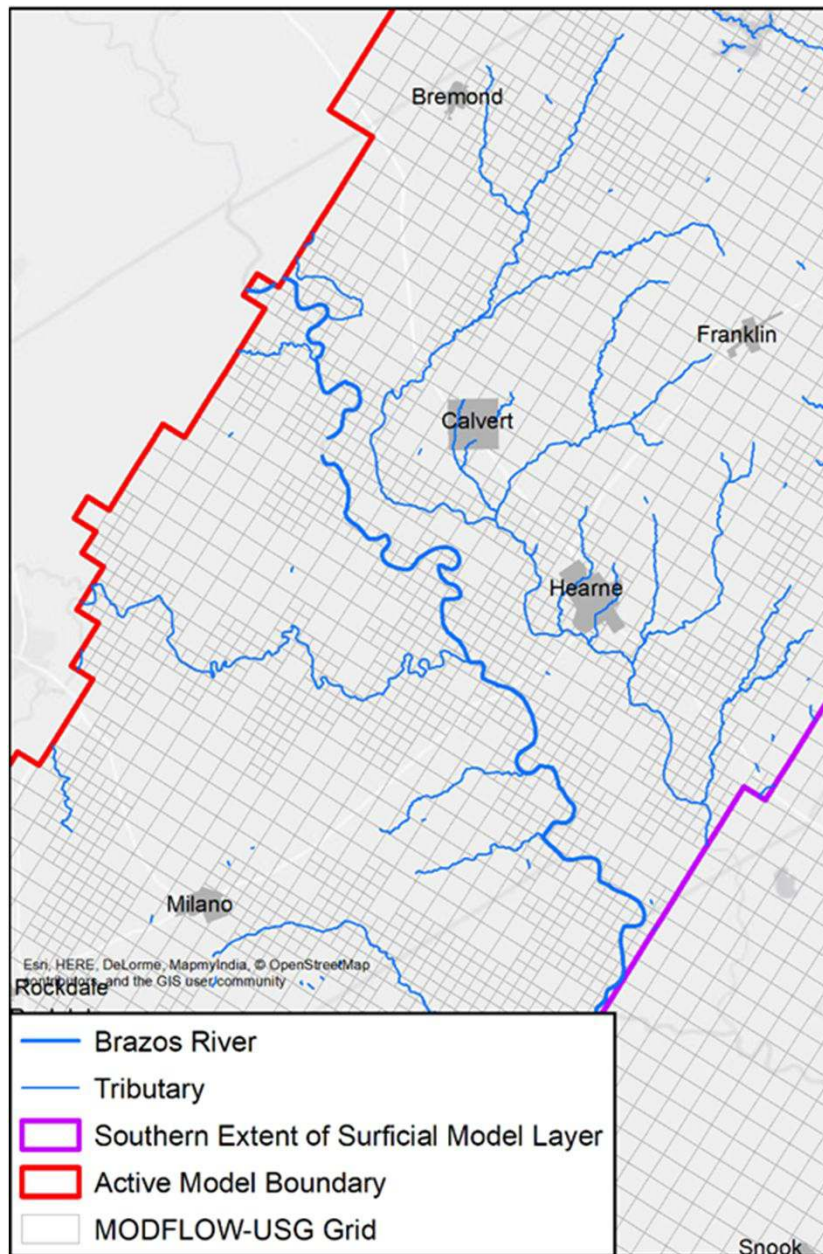 Bremond
Franklin
Calvert
Hearne
Milano
Esri, HERE, DeLorme, MapmyIndia, © OpenStreetMap
contributors, and the GIS user community
Rockdale
Brazos River
Tributary
Southern Extent of Surficial Model Layer
Active Model Boundary
MODFLOW-USG Grid
Snook